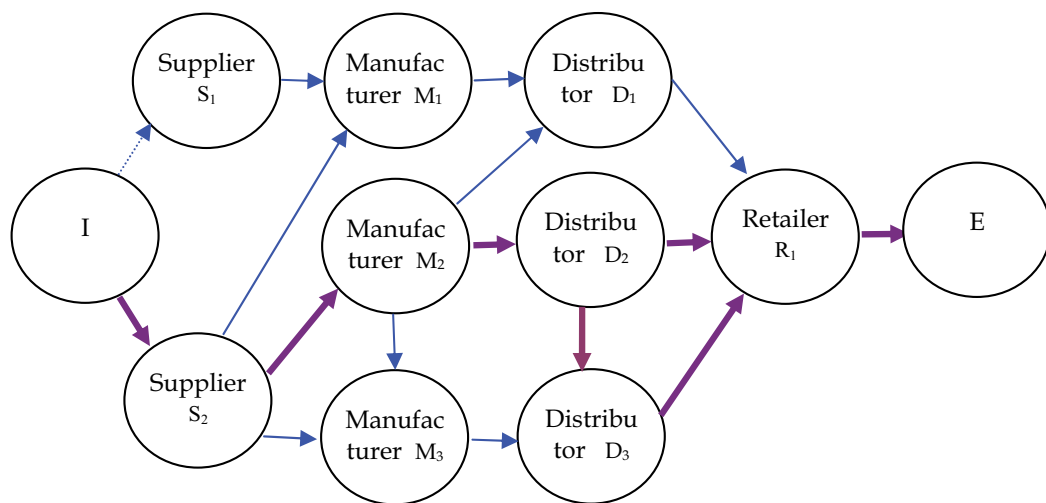 Supplier
S₁
Manufac
turer M₁
Distribu
tor D₁
I
Manufac
turer M₂
Distribu
tor D₂
Retailer
R₁
E
Supplier
S₂
Manufac
turer M₃
Distribu
tor D₃